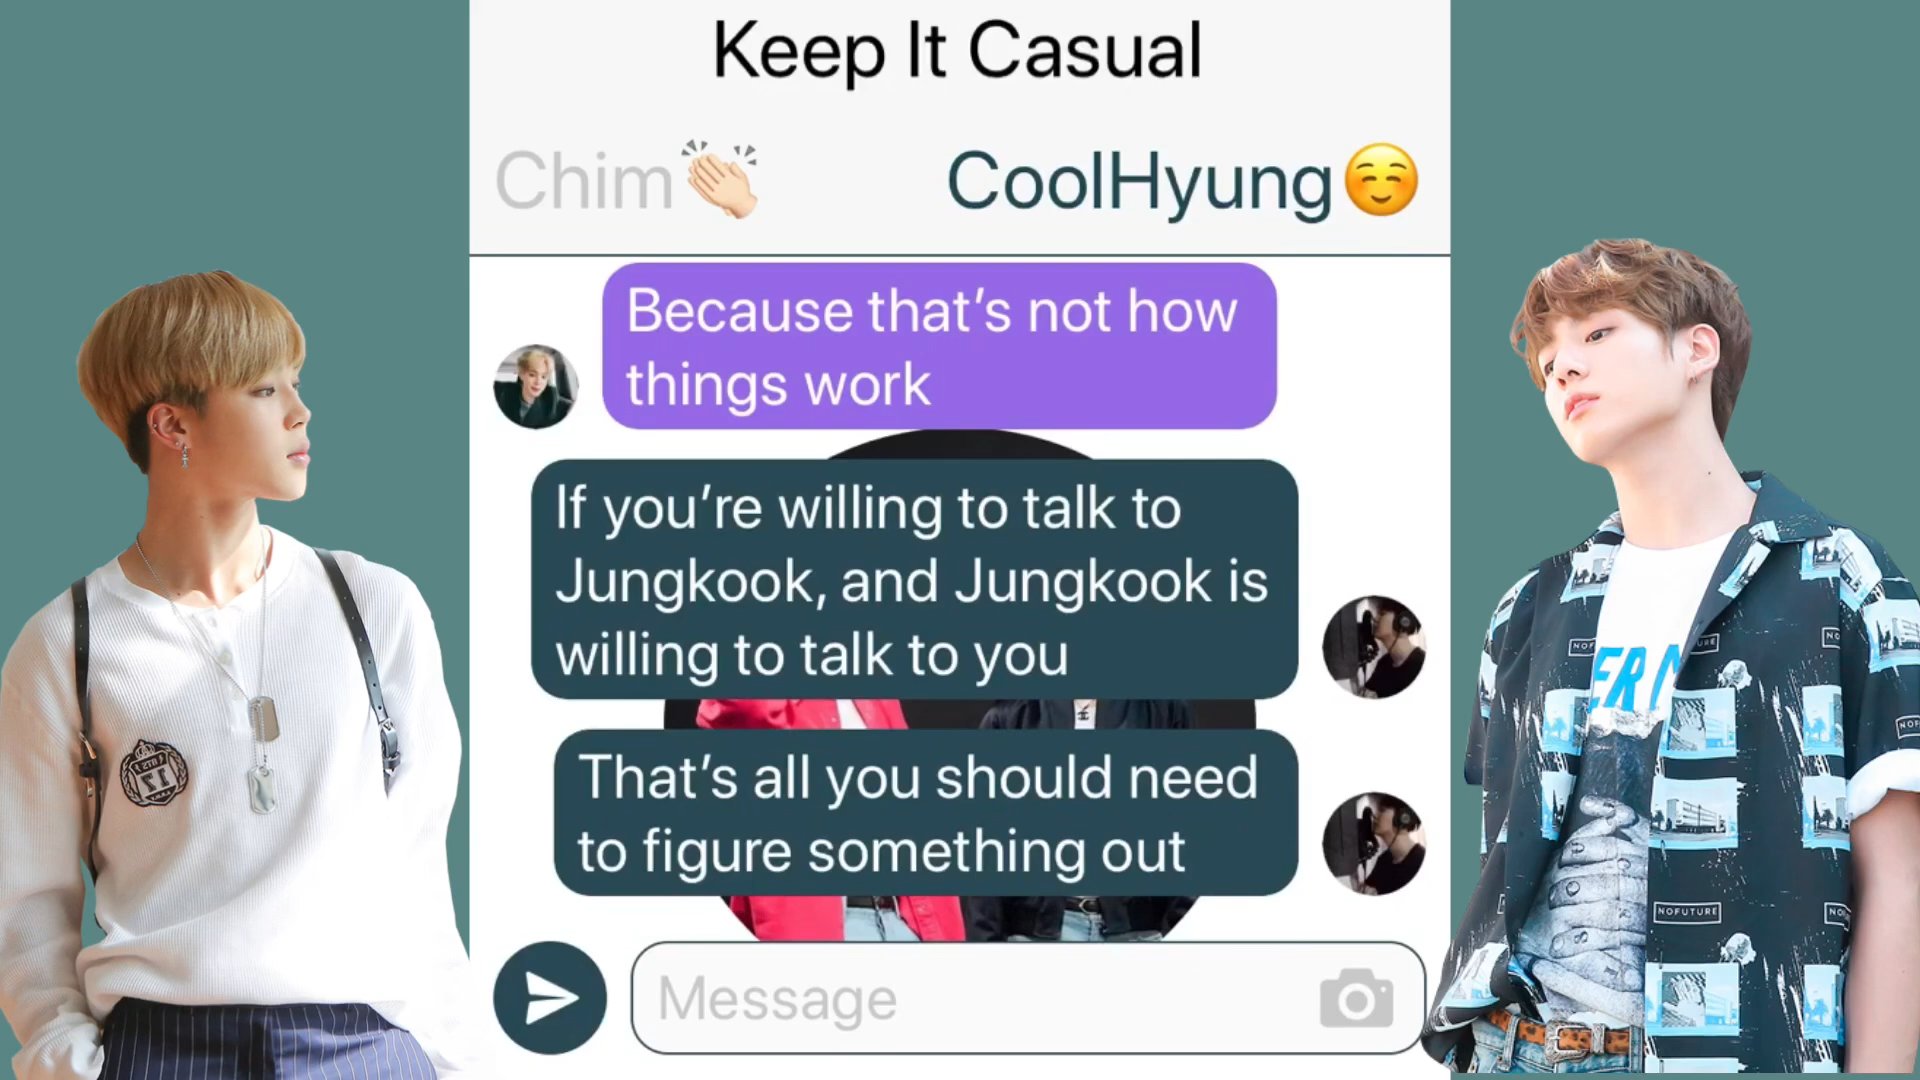 Keep It Casual
Chim👏🏻
CoolHyung☺️
Because that’s not how
things work
If you’re willing to talk to
Jungkook, and Jungkook is
willing to talk to you
That’s all you should need
to figure something out
Message
NOFUTURE